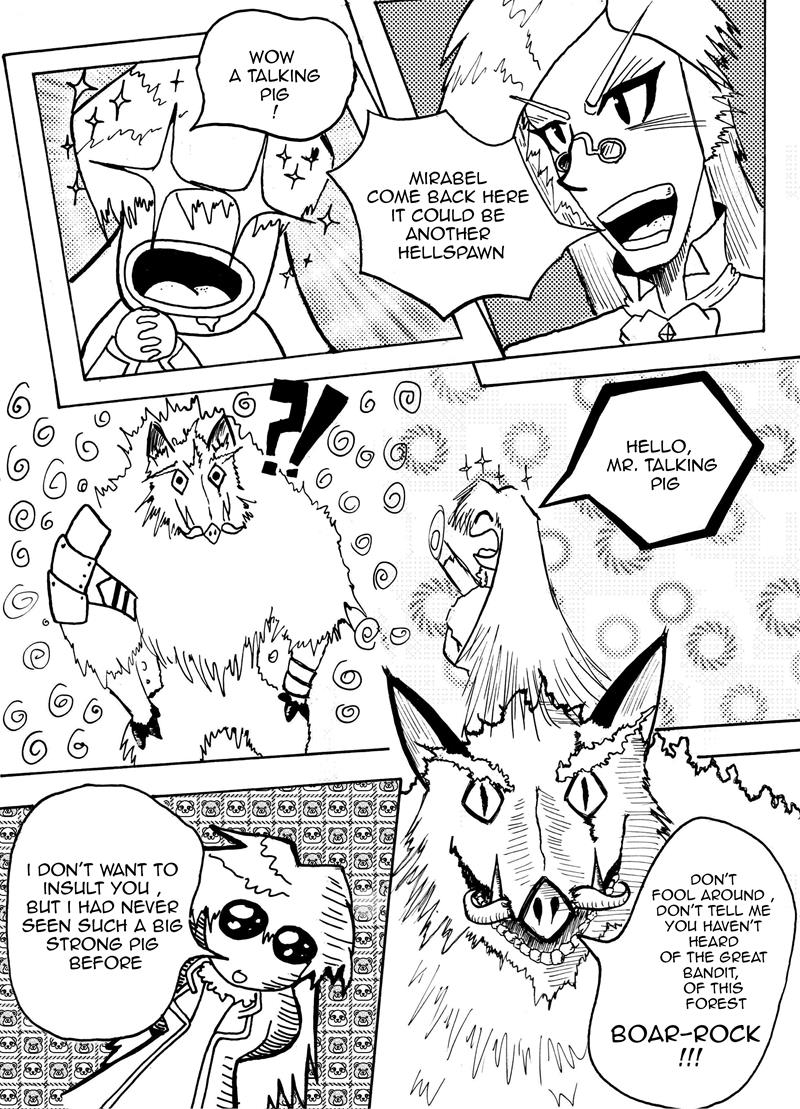 WOW
A TALKING
PIG
!
MIRABEL
COME BACK HERE
IT COULD BE
ANOTHER
HELLSPAWN
?!
HELLO,
MR. TALKING
PIG
I DON'T WANT TO
INSULT YOU ,
BUT I HAD NEVER
SEEN SUCH A BIG
STRONG PIG
BEFORE
DON'T
FOOL AROUND ,
DON'T TELL ME
YOU HAVEN'T
HEARD
OF THE GREAT
BANDIT,
OF THIS
FOREST
BOAR-ROCK
!!!